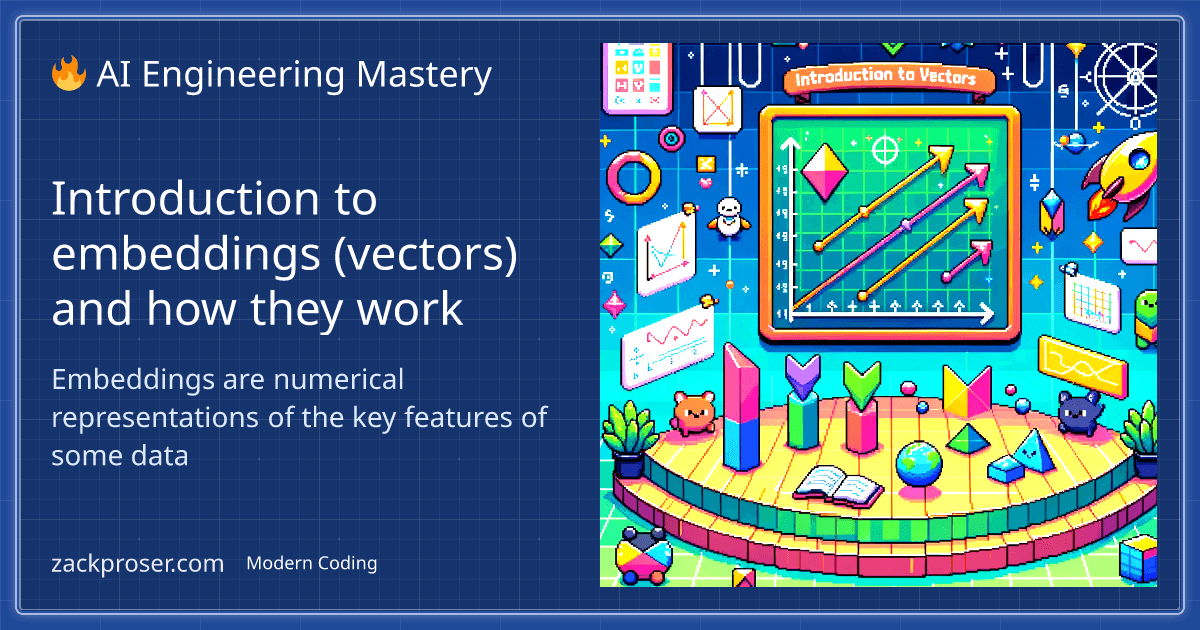 🔥 AI Engineering Mastery
Introduction to
embeddings (vectors)
and how they work
Embeddings are numerical
representations of the key features of
some data
zackproser.com Modern Coding
Introduction to Vectors